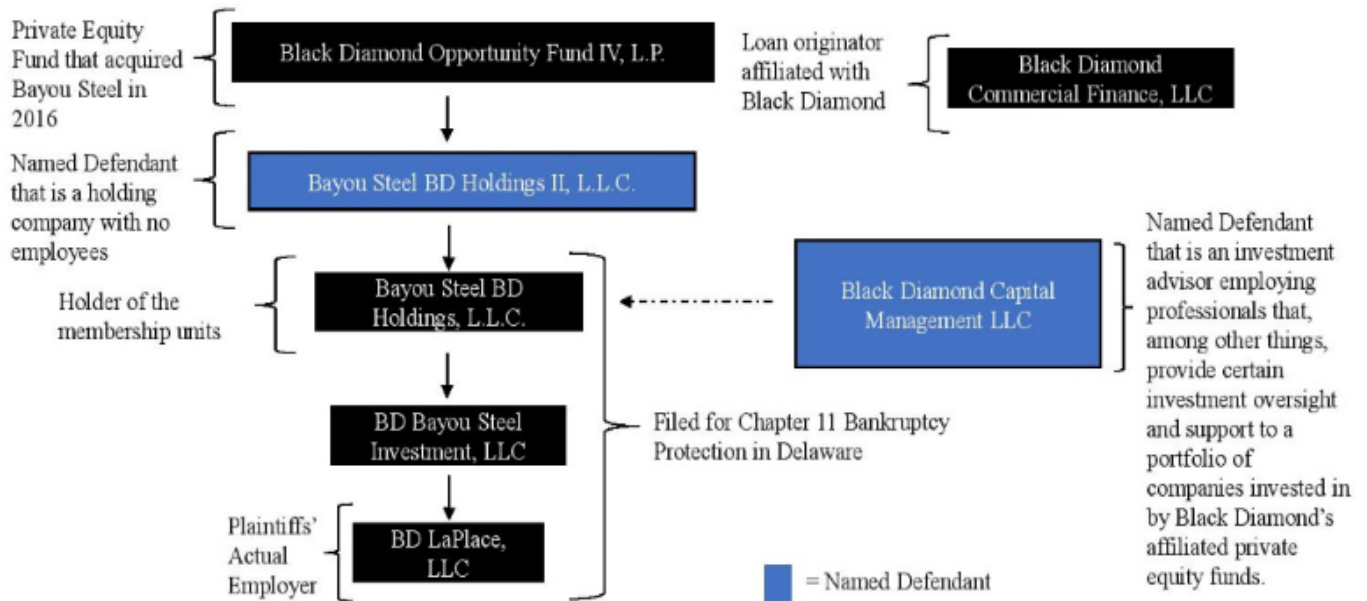 Private Equity
Fund that acquired
Bayou Steel in
2016
Black Diamond Opportunity Fund IV, L.P.
Loan originator
affiliated with
Black Diamond
Black Diamond
Commercial Finance, LLC
Named Defendant
that is a holding
company with no
employees
Bayou Steel BD Holdings II, L.L.C.
Holder of the
membership units
Bayou Steel BD
Holdings, L.L.C.
Black Diamond Capital
Management LLC
Named Defendant
that is an investment
advisor employing
professionals that,
among other things,
provide certain
investment oversight
and support to a
portfolio of
companies invested in
by Black Diamond's
affiliated private
equity funds.
BD Bayou Steel
Investment, LLC
Filed for Chapter 11 Bankruptcy
Protection in Delaware
Plaintiffs'
Actual
Employer
BD LaPlace,
LLC
= Named Defendant